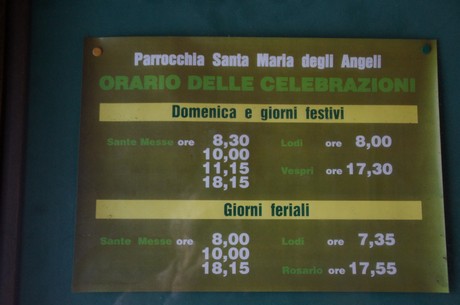 Parrocchia Santa Maria degli Angeli
ORARIO DELLE CELEBRAZIONI
Domenica e giorni festivi
Sante Messe ore 8,30 Lodi ore 8,00
10,00
11,15 Vespri ore 17,30
18,15
Giorni feriali
Sante Messe ore 8,00 Lodi ore 7,35
10,00
18,15 Rosario ore 17,55